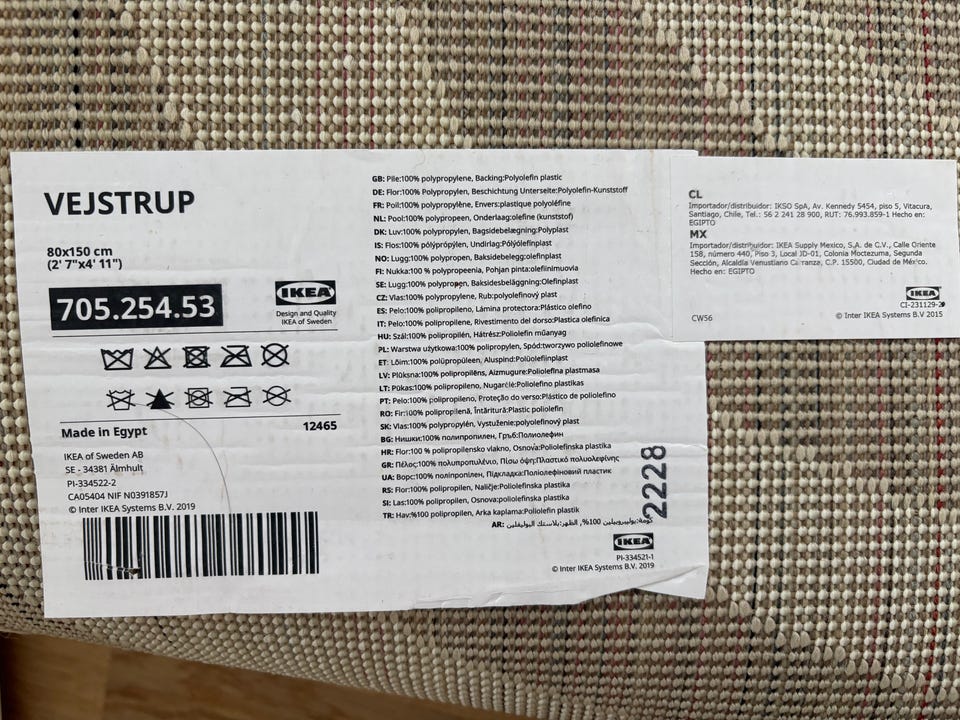 VEJSTRUP
80x150 cm
(2' 7"x4' 11")
705.254.53
IKEA
Design and Quality
IKEA of Sweden
Made in Egypt
12465
IKEA of Sweden AB
SE - 34381 Älmhult
PI-334522-2
CA05404 NIF N0391857J
© Inter IKEA Systems B.V. 2019
GB: Pile:100% polypropylene, Backing:Polyolefin plastic
DE: Flor:100% Polypropylen, Beschichtung Unterseite:Polyolefin-Kunststoff
FR: Poil:100% polypropylène, Envers:plastique polyoléfine
NL: Pool:100% polypropeen, Onderlaag:olefine (kunststof)
DK: Luv:100% polypropylen, Bagsidebelægning:Polyplast
IS: Flos:100% pólýprópýlen, Undirlag:Pólýólefínplast
NO: Lugg:100% polypropen, Baksidebelegg:olefinplast
FI: Nukka:100 % polypropeenia, Pohjan pinta:olefiinimuovia
SE: Lugg:100% polypropen, Baksidesbeläggning:Olefinplast
CZ: Vlas:100% polypropylene, Rub:polyolefinový plast
ES: Pelo:100% polipropileno, Lámina protectora:Plástico olefino
IT: Pelo:100% polipropilene, Rivestimento del dorso:Plastica olefinica
HU: Szál:100% polipropilén, Hátrész:Poliolefin műanyag
PL: Warstwa użytkowa:100% polipropylen, Spód:tworzywo poliolefinowe
ET: Lõim:100% polüpropüleen, Aluspind:Polüolefiinplast
LV: Plūksna:100% polipropilēns, Aizmugure:Poliolefīna plastmasa
LT: Pūkas:100% polipropileno, Nugarėlė:Poliolefino plastikas
PT: Pelo:100% polipropileno, Proteção do verso:Plástico de poliolefino
RO: Fir:100% propilenă, Întăritură:Plastic poliolefin
SK: Vlas:100% polypropylén, Vystuženie:polyolefínový plast
BG: Нишки:100% полипропилен, Гръб:Полиолефин
HR: Flor:100 % polipropilensko vlakno, Osnova:Poliolefinska plastika
GR: Πέλος:100% πολυπροπυλένιο, Πίσω όψη:Πλαστικό πολυολεφίνης
UA: Ворс:100% поліпропілен, Підкладка:Поліолефіновий пластик
RS: Flor:100% polipropilen, Naličje:Poliolefinska plastika
SI: Las:100% polipropilen, Osnova:poliolefinska plastika
TR: Hav:%100 polipropilen, Arka kaplama:Poliolefin plastik
AR: كومة:بوليبروبيلين 100%, الظهر:بلاستك البوليفلين
2228
IKEA
PI-334521-1
© Inter IKEA Systems B.V. 2019
CL
Importador/distribuidor: IKSO SpA, Av. Kennedy 5454, piso 5, Vitacura,
Santiago, Chile, Tel.: 56 2 241 28 900, RUT: 76.993.859-1 Hecho en:
EGIPTO
MX
Importador/distribuidor: IKEA Supply Mexico, S.A. de C.V., Calle Oriente
158, número 440, Piso 3, Local JD-01, Colonia Moctezuma, Segunda
Sección, Alcaldía Venustiano Carranza, C.P. 15500, Ciudad de México.
Hecho en: EGIPTO
CW56
IKEA
CI-231129-2
© Inter IKEA Systems B.V 2015